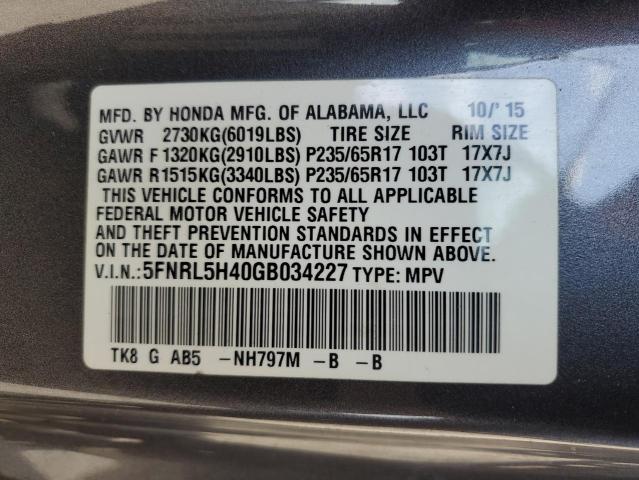 MFD. BY HONDA MFG. OF ALABAMA, LLC 10/'15
GVWR 2730KG(6019LBS) TIRE SIZE RIM SIZE
GAWR F 1320KG(2910LBS) P235/65R17 103T 17X7J
GAWR R1515KG(3340LBS) P235/65R17 103T 17X7J
THIS VEHICLE CONFORMS TO ALL APPLICABLE
FEDERAL MOTOR VEHICLE SAFETY
AND THEFT PREVENTION STANDARDS IN EFFECT
ON THE DATE OF MANUFACTURE SHOWN ABOVE.
V.I.N.:5FNRL5H40GB034227 TYPE: MPV
TK8 G AB5 -NH797M -B -B